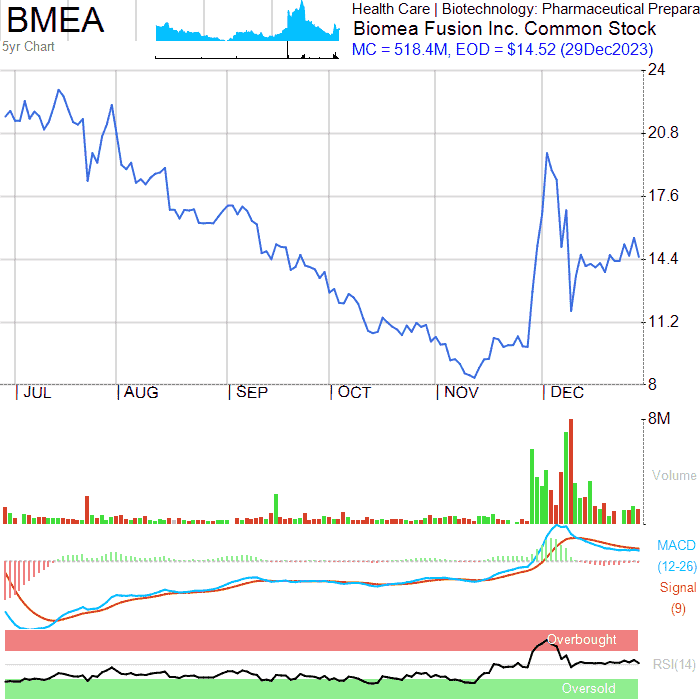 BMEA
5yr Chart
Health Care | Biotechnology: Pharmaceutical Prepara
Biomea Fusion Inc. Common Stock
MC = 518.4M, EOD = $14.52 (29Dec2023)
24
20.8
17.6
14.4
11.2
8
JUL AUG SEP OCT NOV DEC
8M
Volume
MACD
(12-26)
Signal
(9)
Overbought
RSI(14)
Oversold